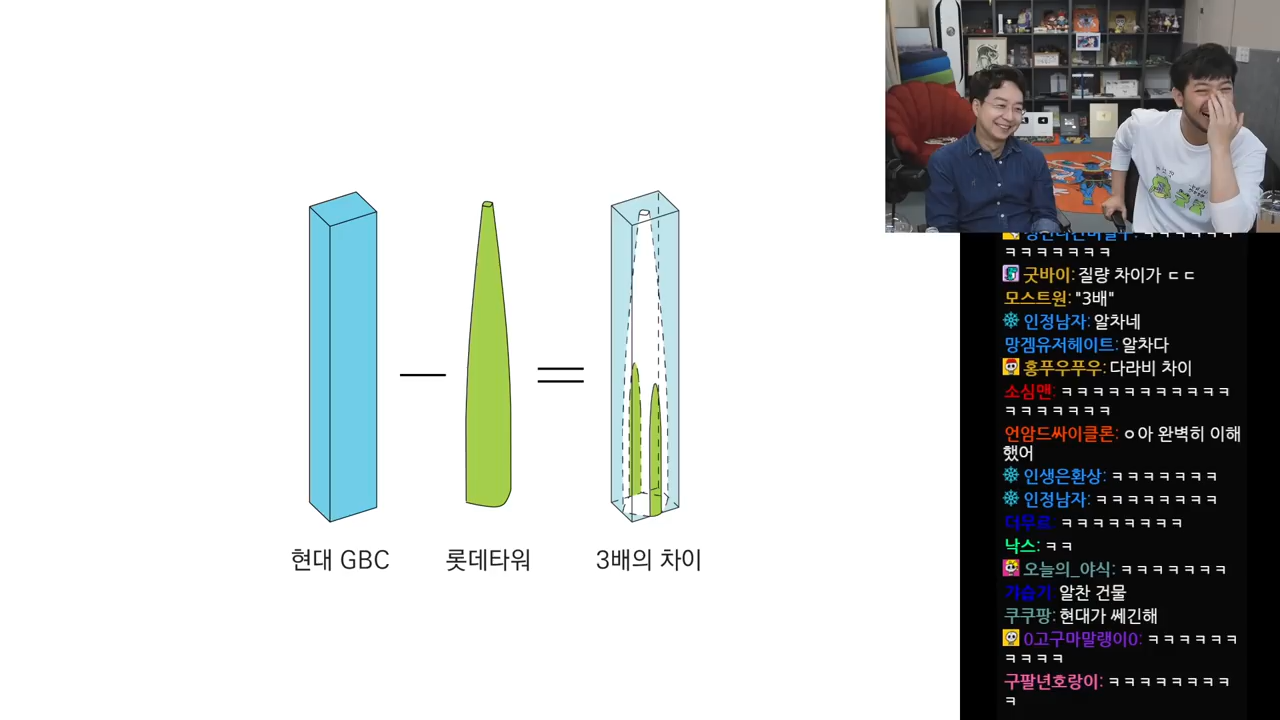 현대 GBC
롯데타워
3배의 차이
ㅋㅋㅋㅋㅋㅋㅋ
굿바이: 질량 차이가 ㄷㄷ
모스트원: "3배"
인정남자: 알차네
망겜유저헤이트: 알차다
홍푸우푸우: 다라비 차이
소심맨: ㅋㅋㅋㅋㅋㅋㅋㅋㅋㅋㅋ
ㅋㅋㅋㅋㅋㅋㅋ
언암드싸이클론: ㅇ아 완벽히 이해
했어
인생은환상: ㅋㅋㅋㅋㅋㅋㅋ
인정남자: ㅋㅋㅋㅋㅋㅋㅋㅋ
더무르: ㅋㅋㅋㅋㅋㅋㅋㅋ
낙스: ㅋㅋ
오늘의_야식: ㅋㅋㅋㅋㅋㅋㅋ
가습기: 알찬 건물
쿠쿠팡: 현대가 쎄긴해
0고구마말랭이0: ㅋㅋㅋㅋㅋㅋ
ㅋㅋㅋㅋ
구팔년호랑이: ㅋㅋㅋㅋㅋㅋㅋㅋ
ㅋ